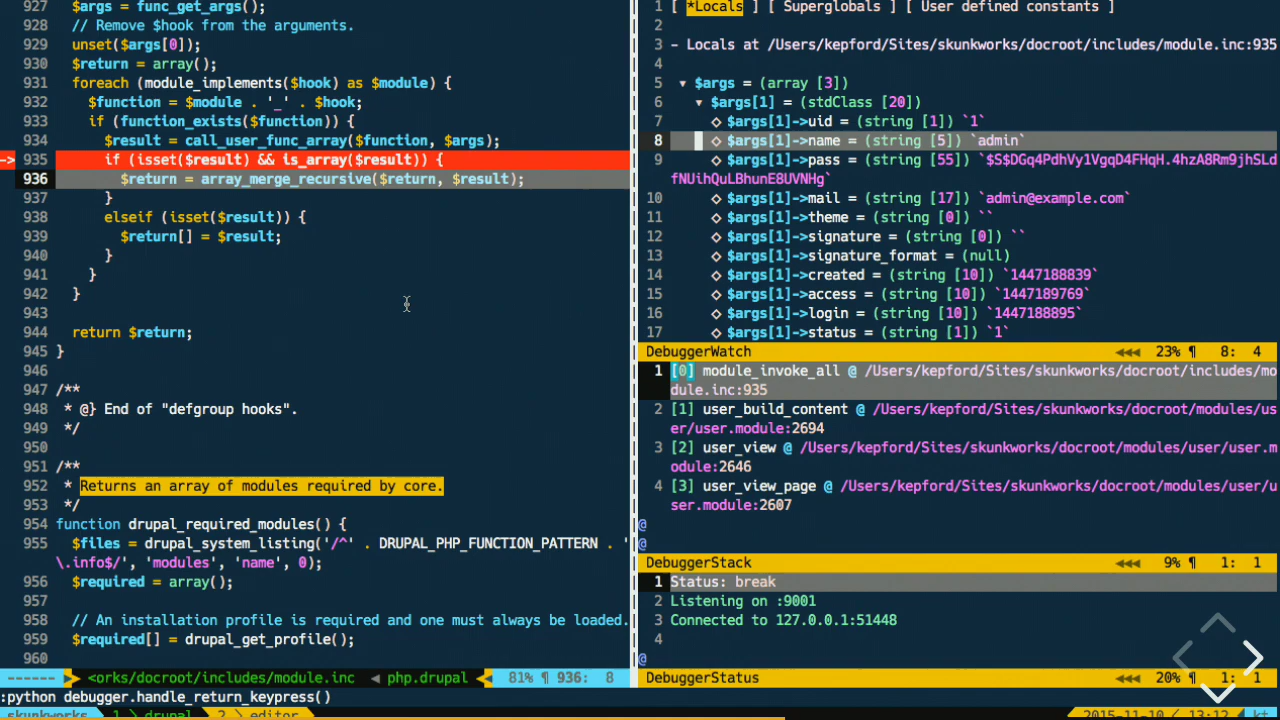 927 $args = func_get_args();
928 // Remove $hook from the arguments.
929 unset($args[0]);
930 $return = array();
931 foreach (module_implements($hook) as $module) {
932 $function = $module . '_' . $hook;
933 if (function_exists($function)) {
934 $result = call_user_func_array($function, $args);
-> 935 if (isset($result) && is_array($result)) {
936 $return = array_merge_recursive($return, $result);
937 }
938 elseif (isset($result)) {
939 $return[] = $result;
940 }
941 }
942 }
943
944 return $return;
945 }
946
947 /**
948 * @} End of "defgroup hooks".
949 */
950
951 /**
952 * Returns an array of modules required by core.
953 */
954 function drupal_required_modules() {
955 $files = drupal_system_listing('/^' . DRUPAL_PHP_FUNCTION_PATTERN . '
\.info$/', 'modules', 'name', 0);
956 $required = array();
957
958 // An installation profile is required and one must always be loaded.
959 $required[] = drupal_get_profile();
960
------ <orks/docroot/includes/module.inc php.drupal 81% ¶ 936: 8
1 [ *Locals ] [ Superglobals ] [ User defined constants ]
2
3 - Locals at /Users/kepford/Sites/skunkworks/docroot/includes/module.inc:935
4
5 ▼ $args = (array [3])
6 ▼ $args[1] = (stdClass [20])
7 ◇ $args[1]->uid = (string [1]) `1`
8 ◇ $args[1]->name = (string [5]) `admin`
9 ◇ $args[1]->pass = (string [55]) `$S$DGq4PdhVy1VgqD4FHqH.4hzA8Rm9jhSLd
fNUihQuLBhunE8UVNHg`
10 ◇ $args[1]->mail = (string [17]) `admin@example.com`
11 ◇ $args[1]->theme = (string [0]) ``
12 ◇ $args[1]->signature = (string [0]) ``
13 ◇ $args[1]->signature_format = (null)
14 ◇ $args[1]->created = (string [10]) `1447188839`
15 ◇ $args[1]->access = (string [10]) `1447189769`
16 ◇ $args[1]->login = (string [10]) `1447188895`
17 ◇ $args[1]->status = (string [1]) `1`
DebuggerWatch 23% ¶ 8: 4
1 [0] module_invoke_all @ /Users/kepford/Sites/skunkworks/docroot/includes/mo
dule.inc:935
2 [1] user_build_content @ /Users/kepford/Sites/skunkworks/docroot/modules/us
er/user.module:2694
3 [2] user_view @ /Users/kepford/Sites/skunkworks/docroot/modules/user/user.m
odule:2646
4 [3] user_view_page @ /Users/kepford/Sites/skunkworks/docroot/modules/user/u
ser.module:2607
@
@
DebuggerStack 9% ¶ 1: 1
1 Status: break
2 Listening on :9001
3 Connected to 127.0.0.1:51448
4
@
DebuggerStatus 20% ¶ 1: 1
:python debugger.handle_return_keypress()
skunkworks 1 drupal 2 editor 2015-11-10 13:12 kt